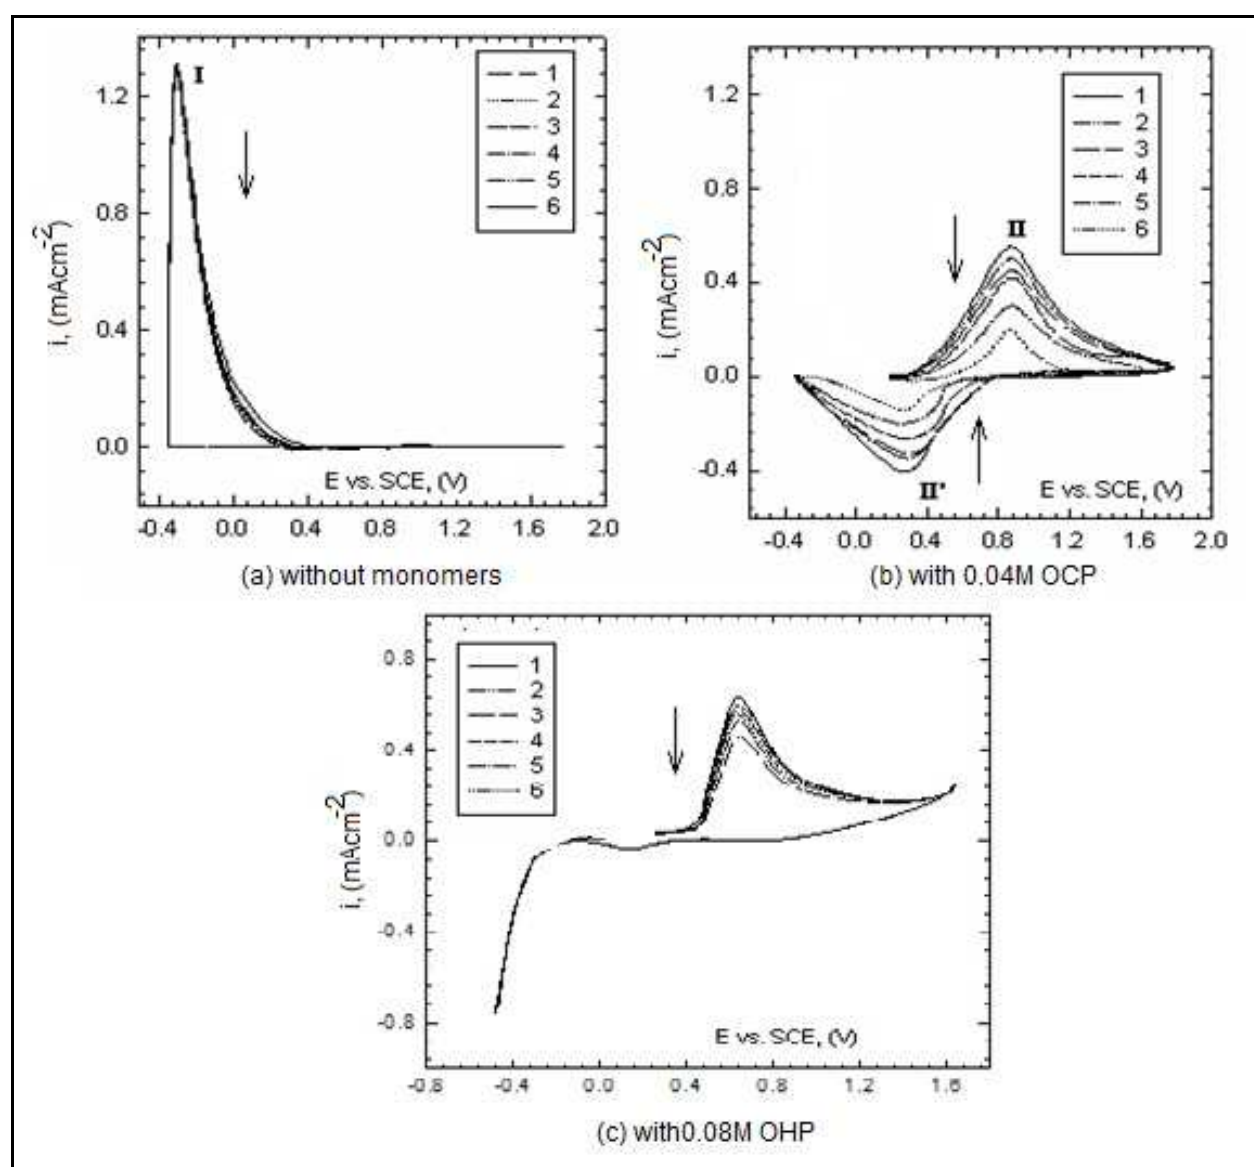 I
1
2
3
4
5
6
1.2
0.8
0.4
0.0
i, (mAcm-2)
E vs. SCE, (V)
-0.4 0.0 0.4 0.8 1.2 1.6 2.0
(a) without monomers
1
2
3
4
5
6
1.2
0.8
0.4
0.0
-0.4
i, (mAcm-2)
II
II'
E vs. SCE, (V)
-0.4 0.0 0.4 0.8 1.2 1.6 2.0
(b) with 0.04M OCP
1
2
3
4
5
6
0.8
0.4
0.0
-0.4
-0.8
i, (mAcm-2)
E vs. SCE, (V)
-0.8 -0.4 0.0 0.4 0.8 1.2 1.6
(c) with0.08M OHP